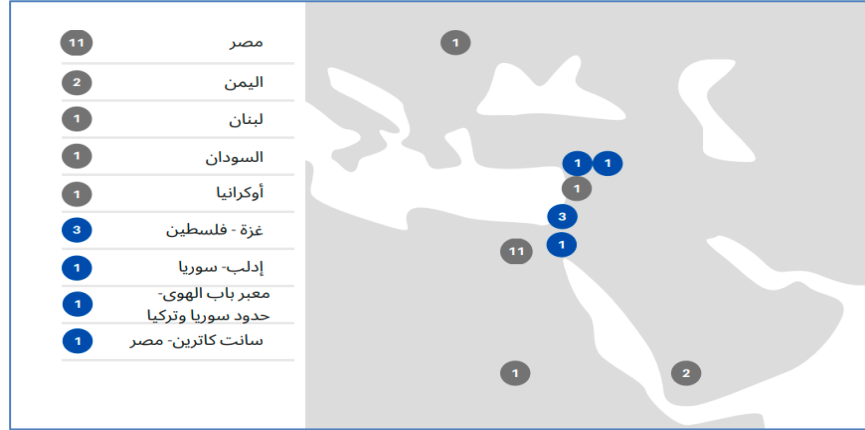 مصر 11
اليمن 2
لبنان 1
السودان 1
أوكرانيا 1
غزة - فلسطين 3
إدلب- سوريا 1
معبر باب الهوى-
حدود سوريا وتركيا 1
سانت كاترين- مصر 1
1
1 1
1
3
1
11
1
2